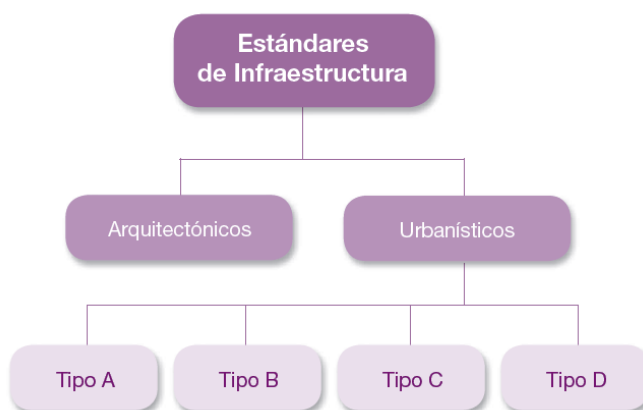 Estándares
de Infraestructura
Arquitectónicos
Urbanísticos
Tipo A
Tipo B
Tipo C
Tipo D